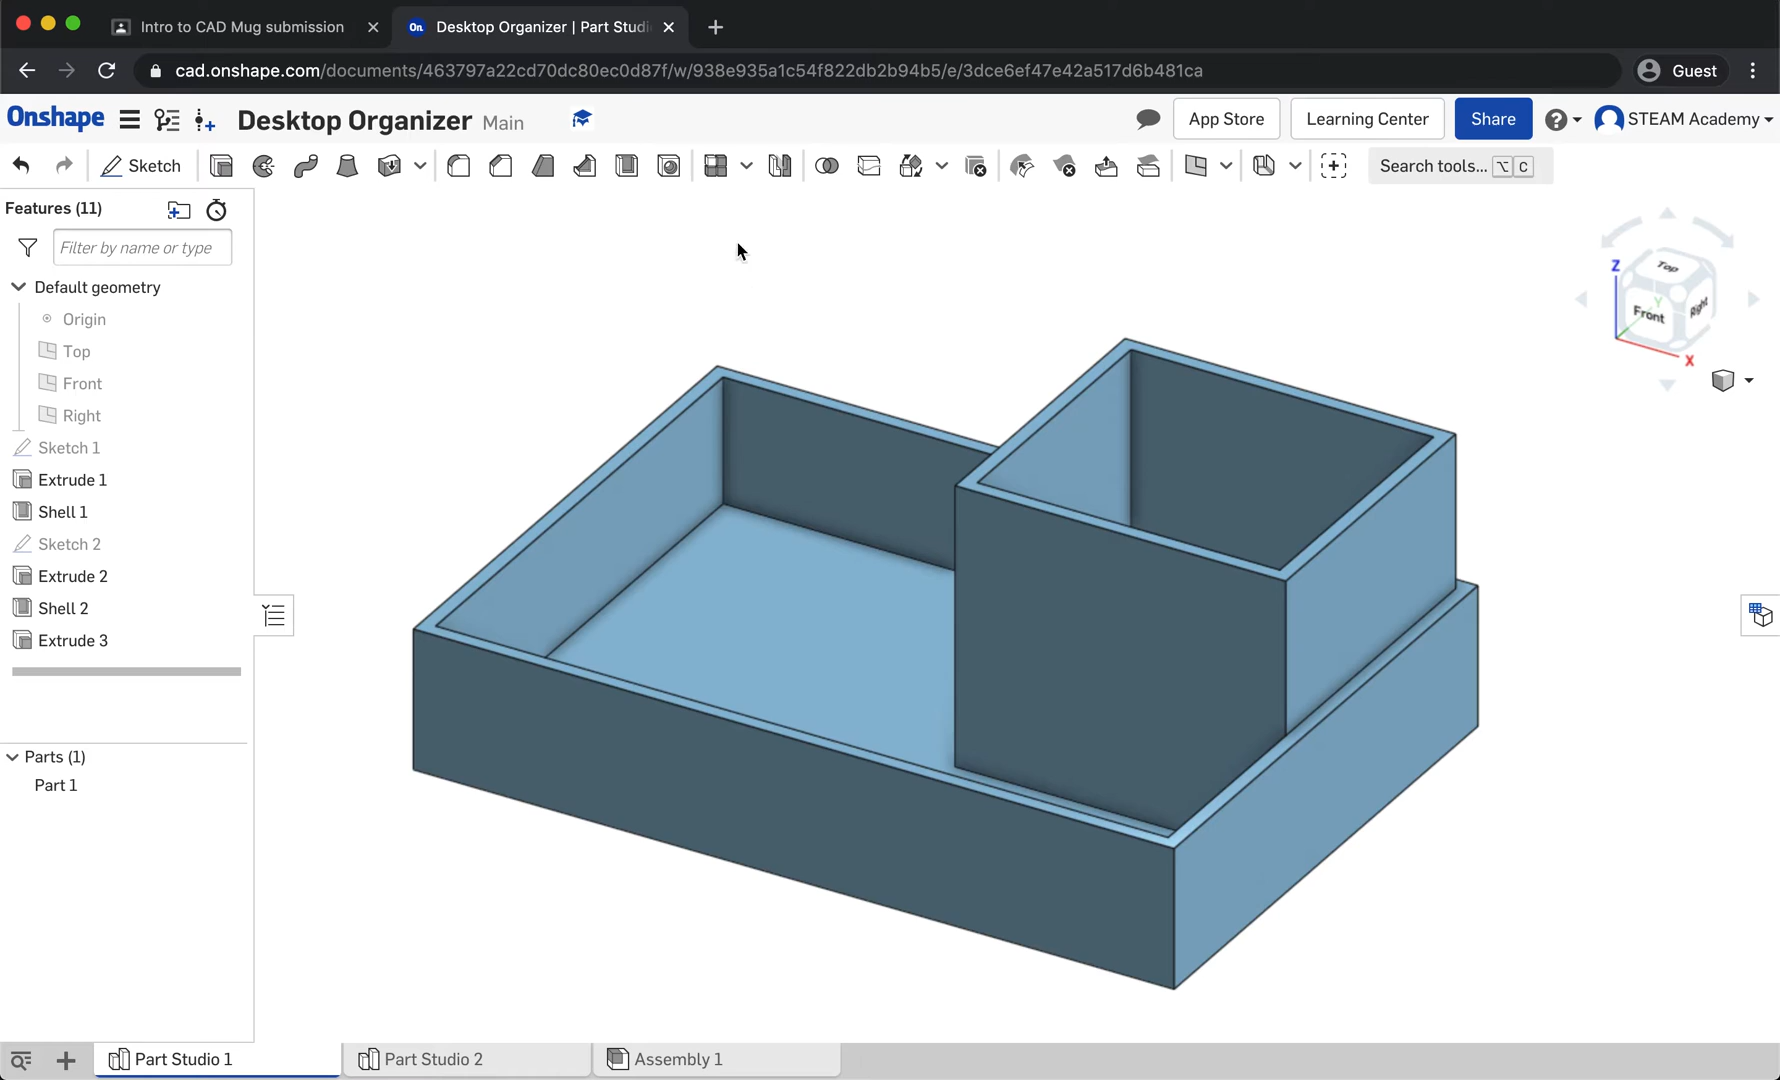 Intro to CAD Mug submission
Desktop Organizer | Part Studi
cad.onshape.com/documents/463797a22cd70dc80ec0d87f/w/938e935a1c54f822db2b94b5/e/3dce6ef47e42a517d6b481ca
Guest
Onshape
Desktop Organizer Main
App Store
Learning Center
Share
STEAM Academy
Sketch
Search tools... ⌥ C
Features (11)
Filter by name or type
Default geometry
Origin
Top
Front
Right
Sketch 1
Extrude 1
Shell 1
Sketch 2
Extrude 2
Shell 2
Extrude 3
Parts (1)
Part 1
Z
Top
Y
Front
Right
X
Part Studio 1
Part Studio 2
Assembly 1